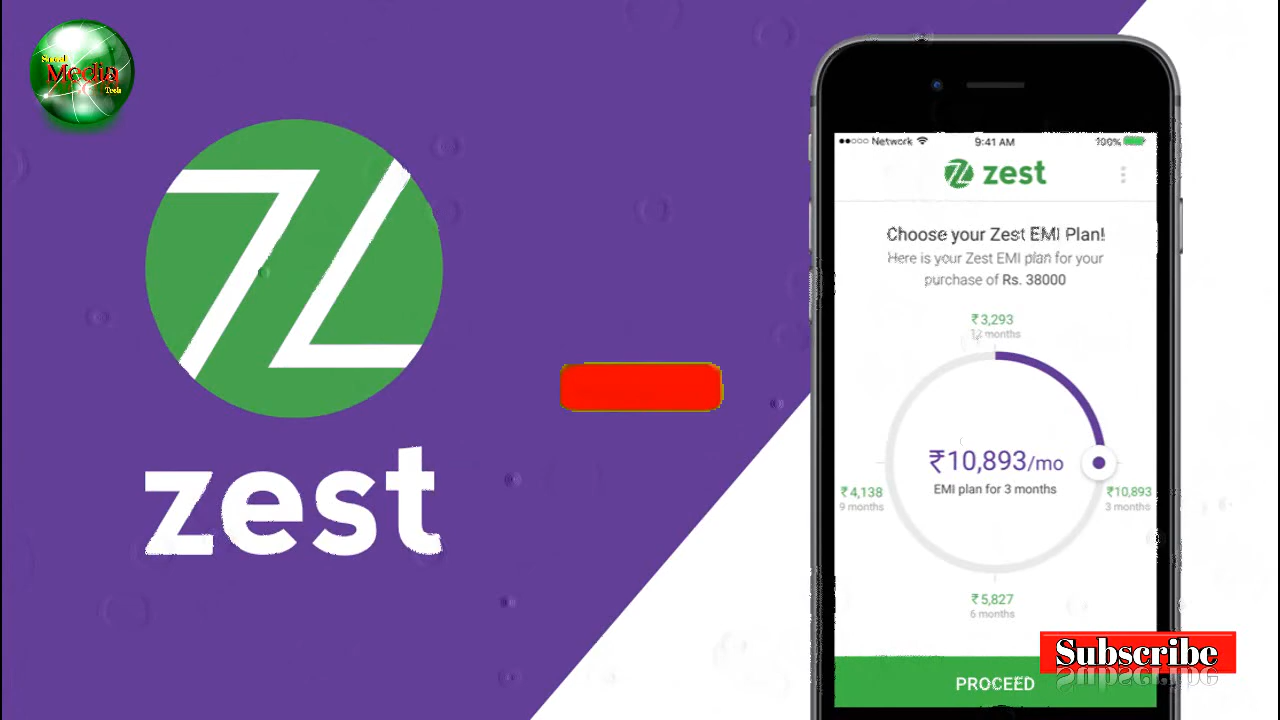 Social
Media
Tools
zest
Network
9:41 AM
100%
zest
Choose your Zest EMI Plan!
Here is your Zest EMI plan for your
purchase of Rs. 38000
₹3,293
12 months
₹10,893/mo
EMI plan for 3 months
₹4,138
9 months
₹10,893
3 months
₹5,827
6 months
PROCEED
Subscribe